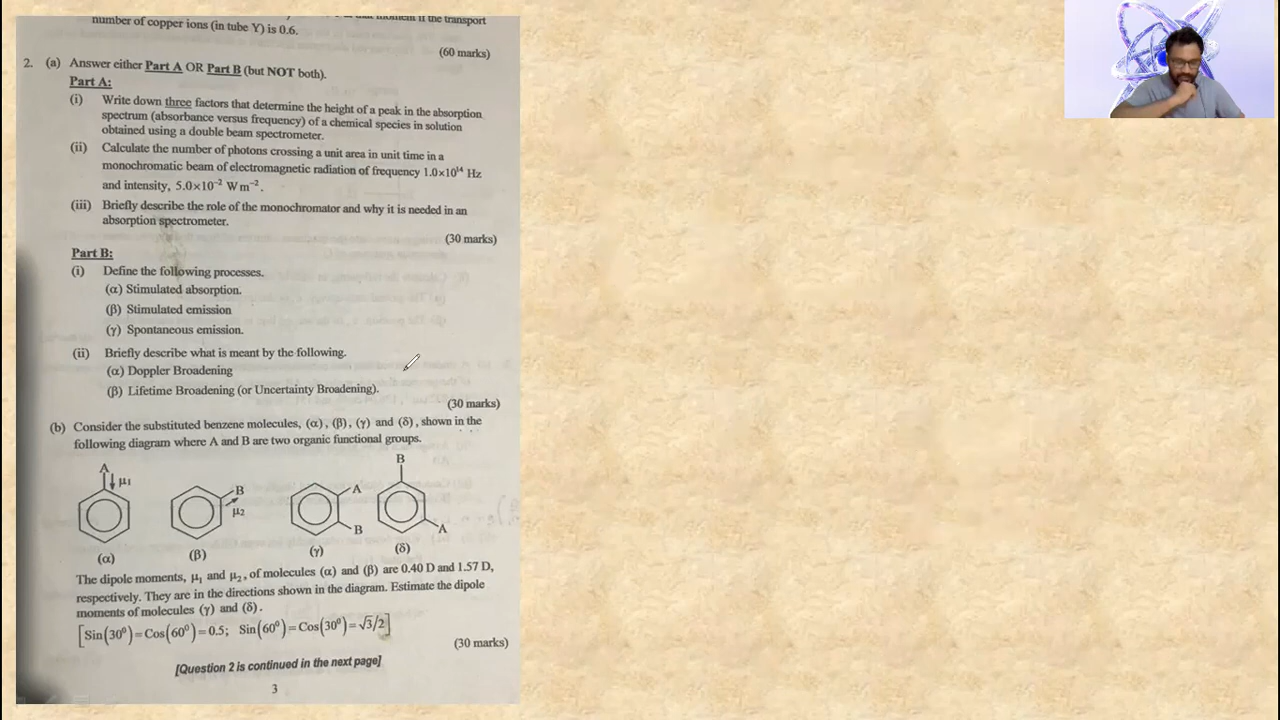 number of copper ions (in tube Y) is 0.6.
moment if the transport
(60 marks)
2. (a) Answer either Part A OR Part B (but NOT both).
Part A:
(i) Write down three factors that determine the height of a peak in the absorption
spectrum (absorbance versus frequency) of a chemical species in solution
obtained using a double beam spectrometer.
(ii) Calculate the number of photons crossing a unit area in unit time in a
monochromatic beam of electromagnetic radiation of frequency 1.0×10¹⁴ Hz
and intensity, 5.0×10⁻² W m⁻².
(iii) Briefly describe the role of the monochromator and why it is needed in an
absorption spectrometer.
(30 marks)
Part B:
(i) Define the following processes.
(α) Stimulated absorption.
(β) Stimulated emission
(γ) Spontaneous emission.
(ii) Briefly describe what is meant by the following.
(α) Doppler Broadening
(β) Lifetime Broadening (or Uncertainty Broadening).
(30 marks)
(b) Consider the substituted benzene molecules, (α), (β), (γ) and (δ), shown in the
following diagram where A and B are two organic functional groups.
A μ₁ B μ₂ A B B A
(α) (β) (γ) (δ)
The dipole moments, μ₁ and μ₂, of molecules (α) and (β) are 0.40 D and 1.57 D,
respectively. They are in the directions shown in the diagram. Estimate the dipole
moments of molecules (γ) and (δ).
[Sin(30⁰)=Cos(60⁰)=0.5; Sin(60⁰)=Cos(30⁰)=√3/2]
(30 marks)
[Question 2 is continued in the next page]
3